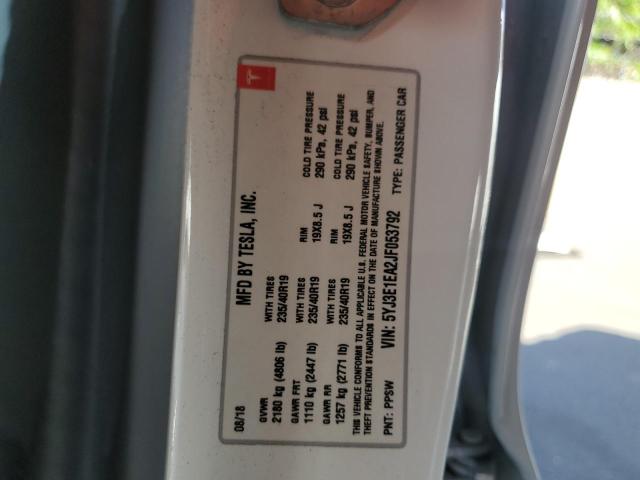 08/18 MFD BY TESLA, INC.
GVWR WITH TIRES
2180 kg (4806 lb) 235/40R19
GAWR FRT WITH TIRES RIM COLD TIRE PRESSURE
1110 kg (2447 lb) 235/40R19 19X8.5 J 290 kPa, 42 psi
GAWR RR WITH TIRES RIM COLD TIRE PRESSURE
1257 kg (2771 lb) 235/40R19 19X8.5 J 290 kPa, 42 psi
THIS VEHICLE CONFORMS TO ALL APPLICABLE U.S. FEDERAL MOTOR VEHICLE SAFETY, BUMPER, AND
THEFT PREVENTION STANDARDS IN EFFECT ON THE DATE OF MANUFACTURE SHOWN ABOVE.
PNT: PPSW VIN: 5YJ3E1EA2JF053792 TYPE: PASSENGER CAR